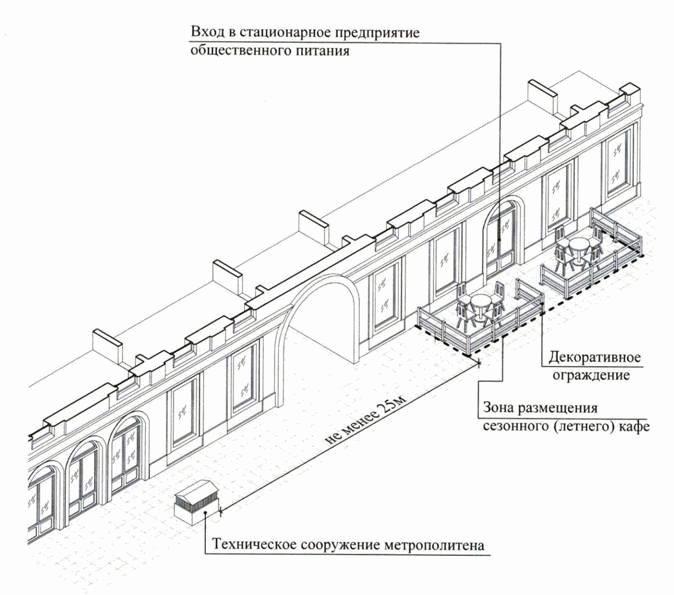 Вход в стационарное предприятие
общественного питания
Декоративное
ограждение
Зона размещения
сезонного (летнего) кафе
не менее 25м
Техническое сооружение метрополитена